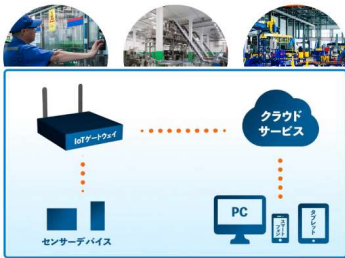 IoTゲートウェイ
クラウド
サービス
センサーデバイス
PC
スマートフォン
タブレット